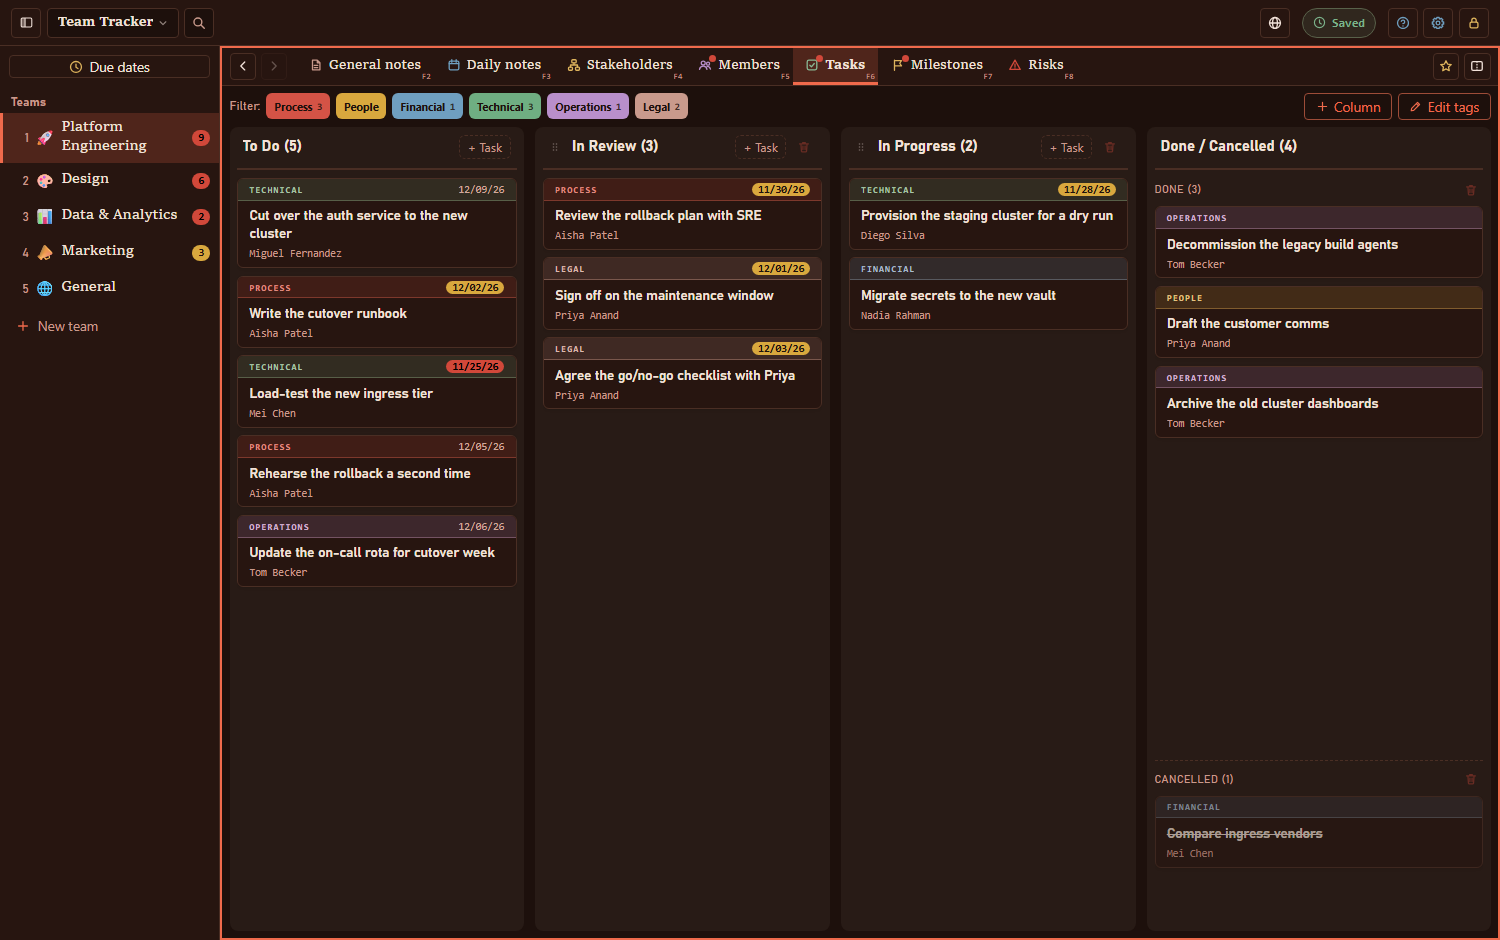 Team Tracker
Saved
Due dates
Teams
1 Platform Engineering 9
2 Design 6
3 Data & Analytics 2
4 Marketing 3
5 General
+ New team
General notes F2
Daily notes F3
Stakeholders F4
Members F5
Tasks F6
Milestones F7
Risks F8
Filter:
Process 3
People
Financial 1
Technical 3
Operations 1
Legal 2
+ Column
Edit tags
To Do (5)
+ Task
TECHNICAL 12/09/26
Cut over the auth service to the new
cluster
Miguel Fernandez
PROCESS 12/02/26
Write the cutover runbook
Aisha Patel
TECHNICAL 11/25/26
Load-test the new ingress tier
Mei Chen
PROCESS 12/05/26
Rehearse the rollback a second time
Aisha Patel
OPERATIONS 12/06/26
Update the on-call rota for cutover week
Tom Becker
In Review (3)
+ Task
PROCESS 11/30/26
Review the rollback plan with SRE
Aisha Patel
LEGAL 12/01/26
Sign off on the maintenance window
Priya Anand
LEGAL 12/03/26
Agree the go/no-go checklist with Priya
Priya Anand
In Progress (2)
+ Task
TECHNICAL 11/28/26
Provision the staging cluster for a dry run
Diego Silva
FINANCIAL
Migrate secrets to the new vault
Nadia Rahman
Done / Cancelled (4)
DONE (3)
OPERATIONS
Decommission the legacy build agents
Tom Becker
PEOPLE
Draft the customer comms
Priya Anand
OPERATIONS
Archive the old cluster dashboards
Tom Becker
CANCELLED (1)
FINANCIAL
Compare ingress vendors
Mei Chen